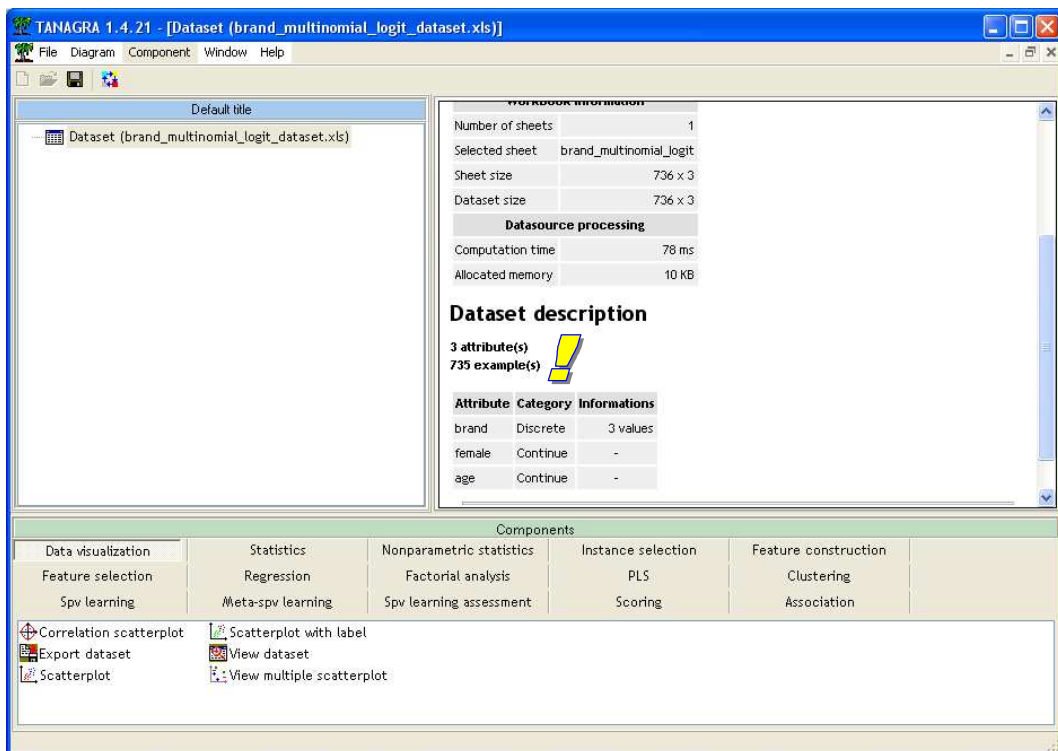 TANAGRA 1.4.21 - [Dataset (brand_multinomial_logit_dataset.xls)]
File Diagram Component Window Help
Default title
Dataset (brand_multinomial_logit_dataset.xls)
Workbook information
Number of sheets 1
Selected sheet brand_multinomial_logit
Sheet size 736 x 3
Dataset size 736 x 3
Datasource processing
Computation time 78 ms
Allocated memory 10 KB
Dataset description
3 attribute(s)
735 example(s)
!
Attribute Category Informations
brand Discrete 3 values
female Continue -
age Continue -
Components
Data visualization Statistics Nonparametric statistics Instance selection Feature construction
Feature selection Regression Factorial analysis PLS Clustering
Spv learning Meta-spv learning Spv learning assessment Scoring Association
Correlation scatterplot Scatterplot with label
Export dataset View dataset
Scatterplot View multiple scatterplot